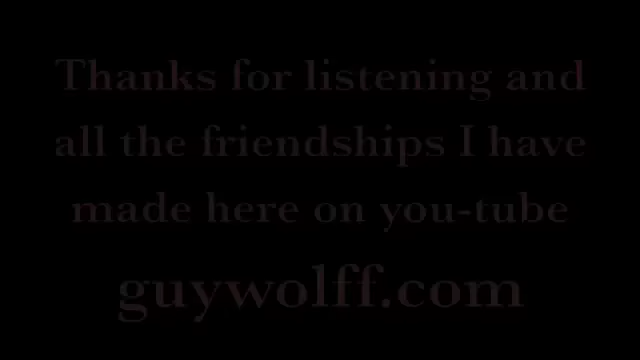 Thanks for listening and
all the friendships I have
made here on you-tube
guywolff.com